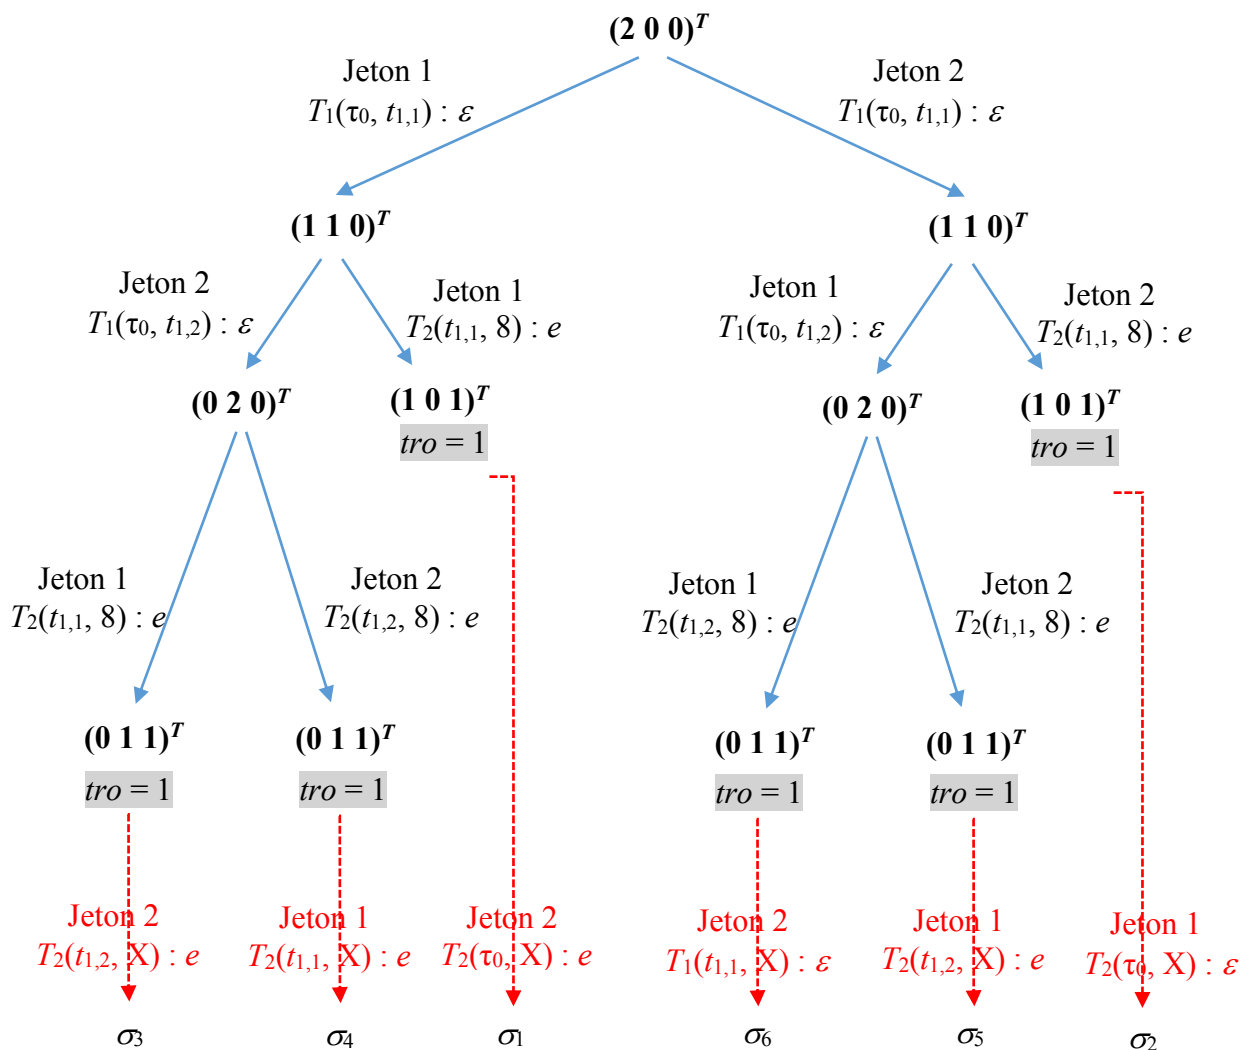 (2 0 0)ᵀ
Jeton 1
T₁(τ₀, t₁,₁) : ε
Jeton 2
T₁(τ₀, t₁,₁) : ε
(1 1 0)ᵀ
(1 1 0)ᵀ
Jeton 2
T₁(τ₀, t₁,₂) : ε
Jeton 1
T₂(t₁,₁, 8) : e
Jeton 1
T₁(τ₀, t₁,₂) : ε
Jeton 2
T₂(t₁,₁, 8) : e
(0 2 0)ᵀ
(1 0 1)ᵀ
tro = 1
(0 2 0)ᵀ
(1 0 1)ᵀ
tro = 1
Jeton 1
T₂(t₁,₁, 8) : e
Jeton 2
T₂(t₁,₂, 8) : e
Jeton 1
T₂(t₁,₂, 8) : e
Jeton 2
T₂(t₁,₁, 8) : e
(0 1 1)ᵀ
tro = 1
(0 1 1)ᵀ
tro = 1
(0 1 1)ᵀ
tro = 1
(0 1 1)ᵀ
tro = 1
Jeton 2
T₂(t₁,₂, X) : e
Jeton 1
T₂(t₁,₁, X) : e
Jeton 2
T₂(τ₀, X) : e
Jeton 2
T₁(t₁,₁, X) : ε
Jeton 1
T₂(t₁,₂, X) : e
Jeton 1
T₂(τ₀, X) : ε
σ₃
σ₄
σ₁
σ₆
σ₅
σ₂